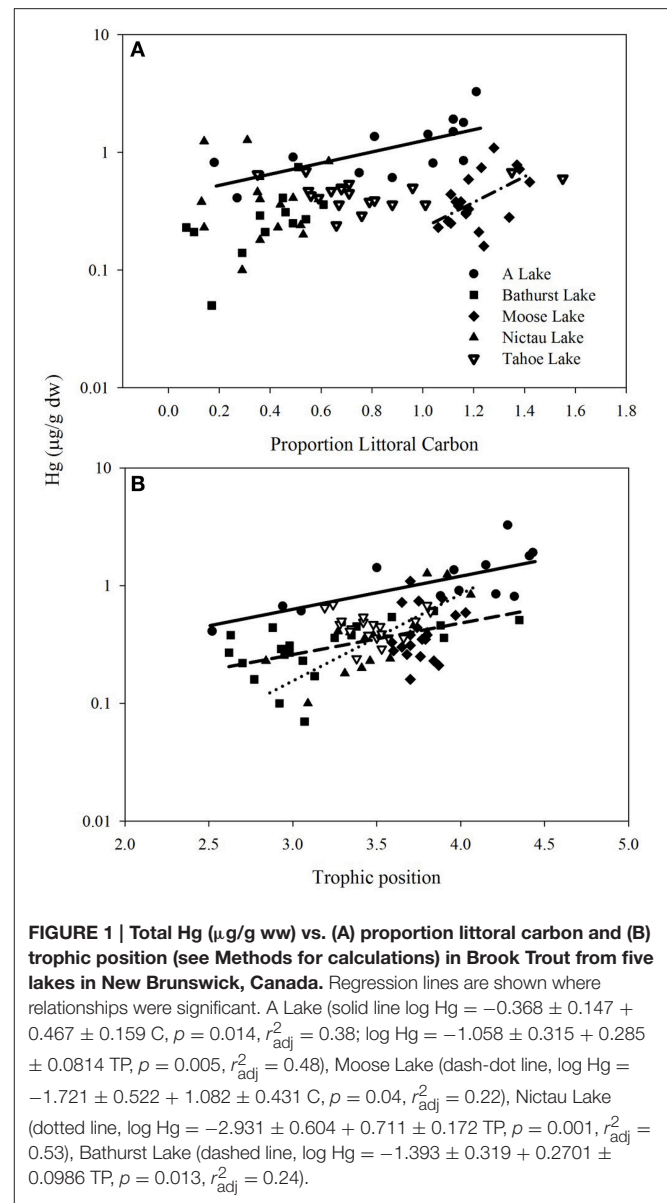 10
A
1
0.1
A Lake
Bathurst Lake
Moose Lake
Nictau Lake
Tahoe Lake
0.01
0.0 0.2 0.4 0.6 0.8 1.0 1.2 1.4 1.6 1.8
Proportion Littoral Carbon
Hg (µg/g dw)
10
B
1
0.1
0.01
2.0 2.5 3.0 3.5 4.0 4.5 5.0
Trophic position
FIGURE 1 | Total Hg (µg/g ww) vs. (A) proportion littoral carbon and (B)
trophic position (see Methods for calculations) in Brook Trout from five
lakes in New Brunswick, Canada. Regression lines are shown where
relationships were significant. A Lake (solid line log Hg = −0.368 ± 0.147 +
0.467 ± 0.159 C, p = 0.014, r²adj = 0.38; log Hg = −1.058 ± 0.315 + 0.285
± 0.0814 TP, p = 0.005, r²adj = 0.48), Moose Lake (dash-dot line, log Hg =
−1.721 ± 0.522 + 1.082 ± 0.431 C, p = 0.04, r²adj = 0.22), Nictau Lake
(dotted line, log Hg = −2.931 ± 0.604 + 0.711 ± 0.172 TP, p = 0.001, r²adj =
0.53), Bathurst Lake (dashed line, log Hg = −1.393 ± 0.319 + 0.2701 ±
0.0986 TP, p = 0.013, r²adj = 0.24).